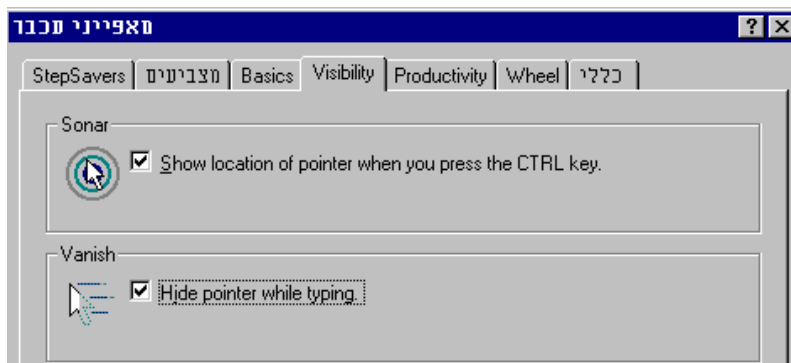 מאפייני עכבר
StepSavers מצביעים Basics Visibility Productivity Wheel כללי
Sonar
Show location of pointer when you press the CTRL key.
Vanish
Hide pointer while typing.